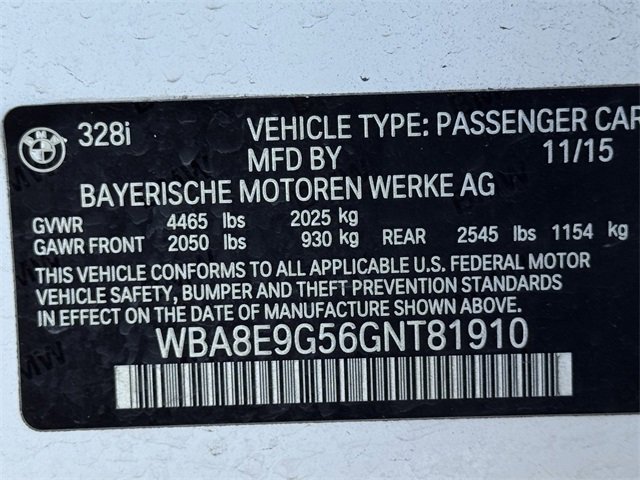 BMW 328i VEHICLE TYPE: PASSENGER CAR
MFD BY 11/15
BAYERISCHE MOTOREN WERKE AG
GVWR 4465 lbs 2025 kg
GAWR FRONT 2050 lbs 930 kg REAR 2545 lbs 1154 kg
THIS VEHICLE CONFORMS TO ALL APPLICABLE U.S. FEDERAL MOTOR
VEHICLE SAFETY, BUMPER AND THEFT PREVENTION STANDARDS
IN EFFECT ON THE DATE OF MANUFACTURE SHOWN ABOVE.
WBA8E9G56GNT81910